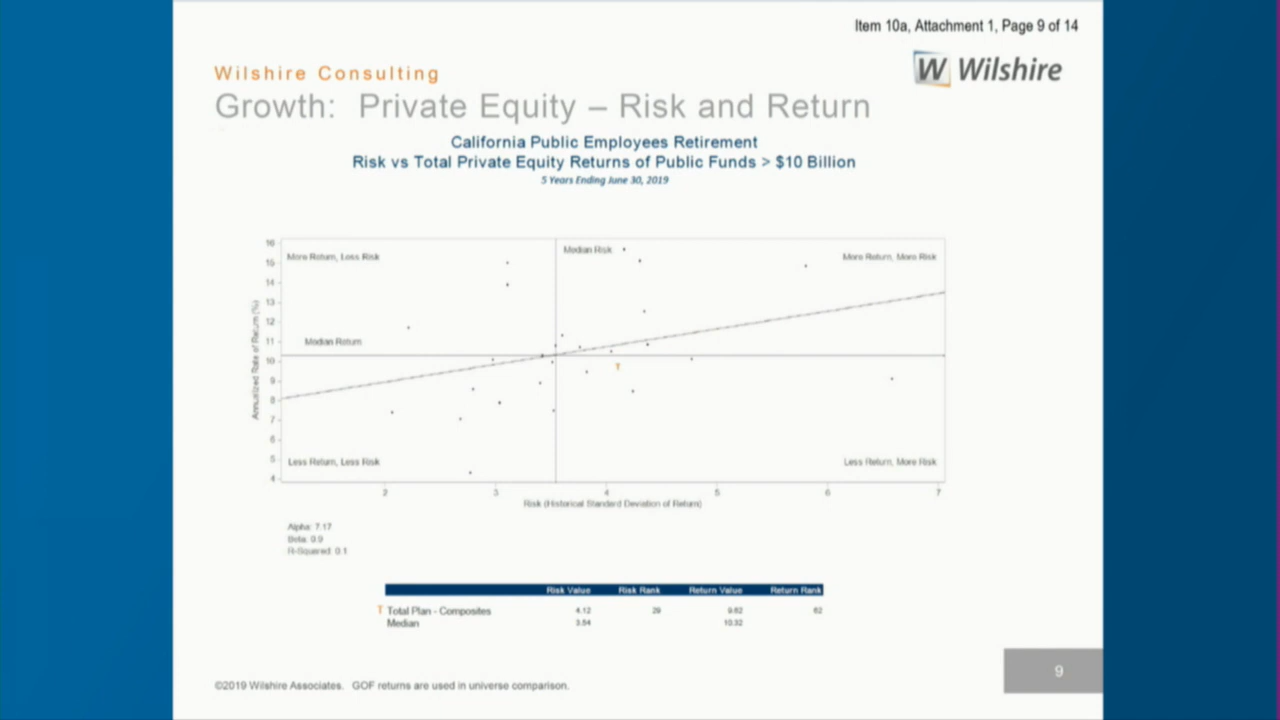 Item 10a, Attachment 1, Page 9 of 14
Wilshire Consulting
W Wilshire
Growth: Private Equity – Risk and Return
California Public Employees Retirement
Risk vs Total Private Equity Returns of Public Funds > $10 Billion
5 Years Ending June 30, 2019
16
More Return, Less Risk
Median Risk
More Return, More Risk
15
14
13
12
11
Median Return
10
9
8
7
6
5
Less Return, Less Risk
Less Return, More Risk
4
Annualized Rate of Return (%)
2 3 4 5 6 7
Risk (Historical Standard Deviation of Return)
T
Alpha: 7.17
Beta: 0.9
R-Squared: 0.1
Risk Value Risk Rank Return Value Return Rank
T Total Plan - Composites 4.12 29 9.62 62
Median 3.54 10.32
©2019 Wilshire Associates. GOF returns are used in universe comparison.
9